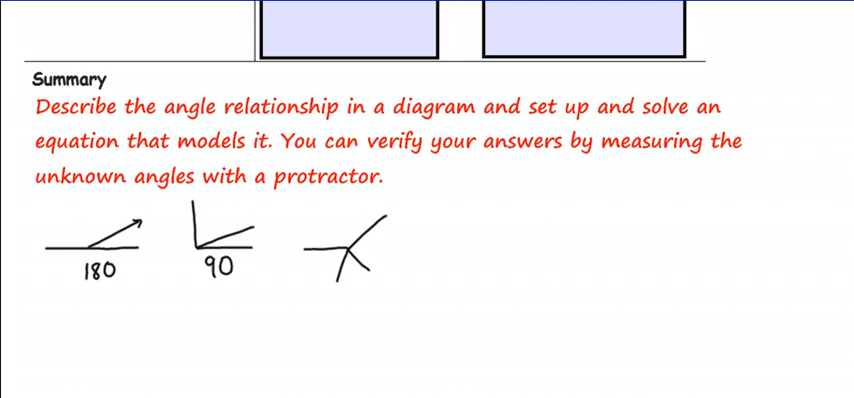 Summary
Describe the angle relationship in a diagram and set up and solve an
equation that models it. You can verify your answers by measuring the
unknown angles with a protractor.
180 90